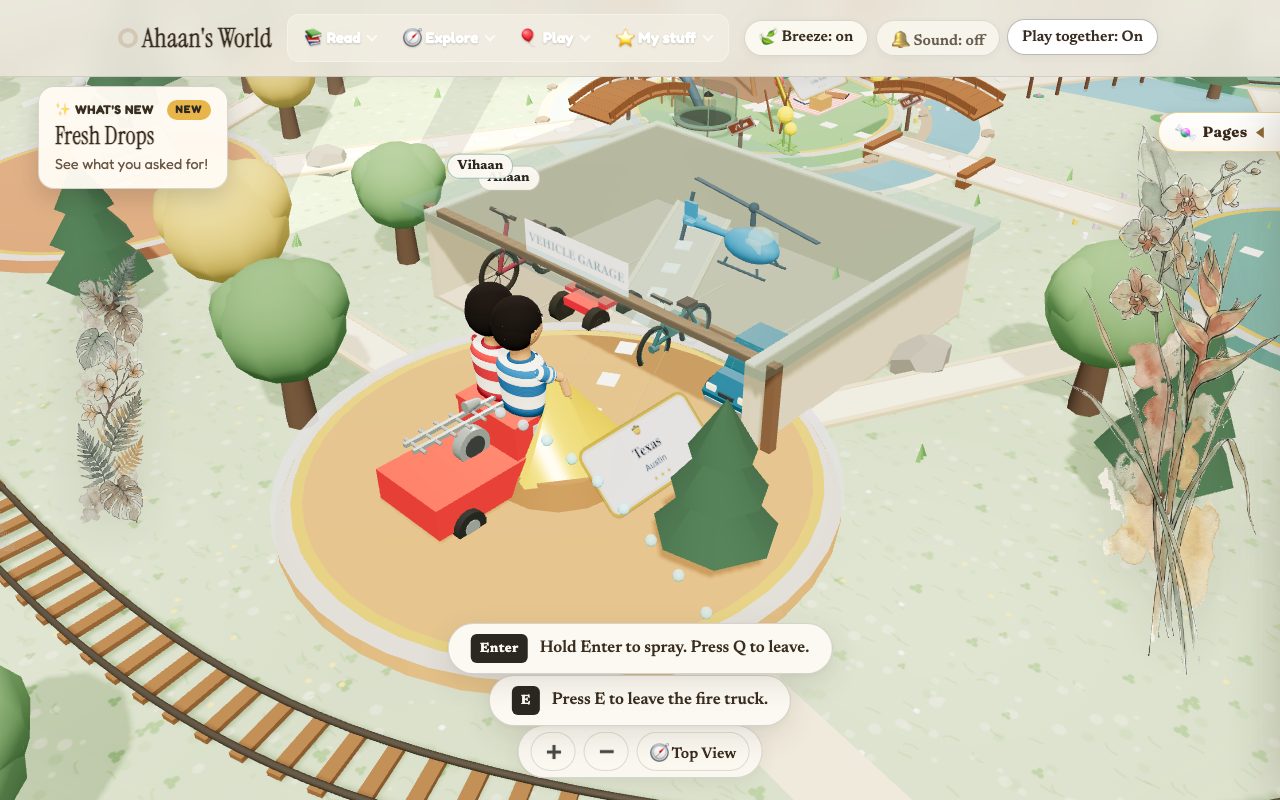 Ahaan's World
Read
Explore
Play
My stuff
Breeze: on
Sound: off
Play together: On
WHAT'S NEW
NEW
Fresh Drops
See what you asked for!
Pages
Vihaan
Ahaan
VEHICLE GARAGE
Texas
Austin
Enter
Hold Enter to spray. Press Q to leave.
E
Press E to leave the fire truck.
Top View